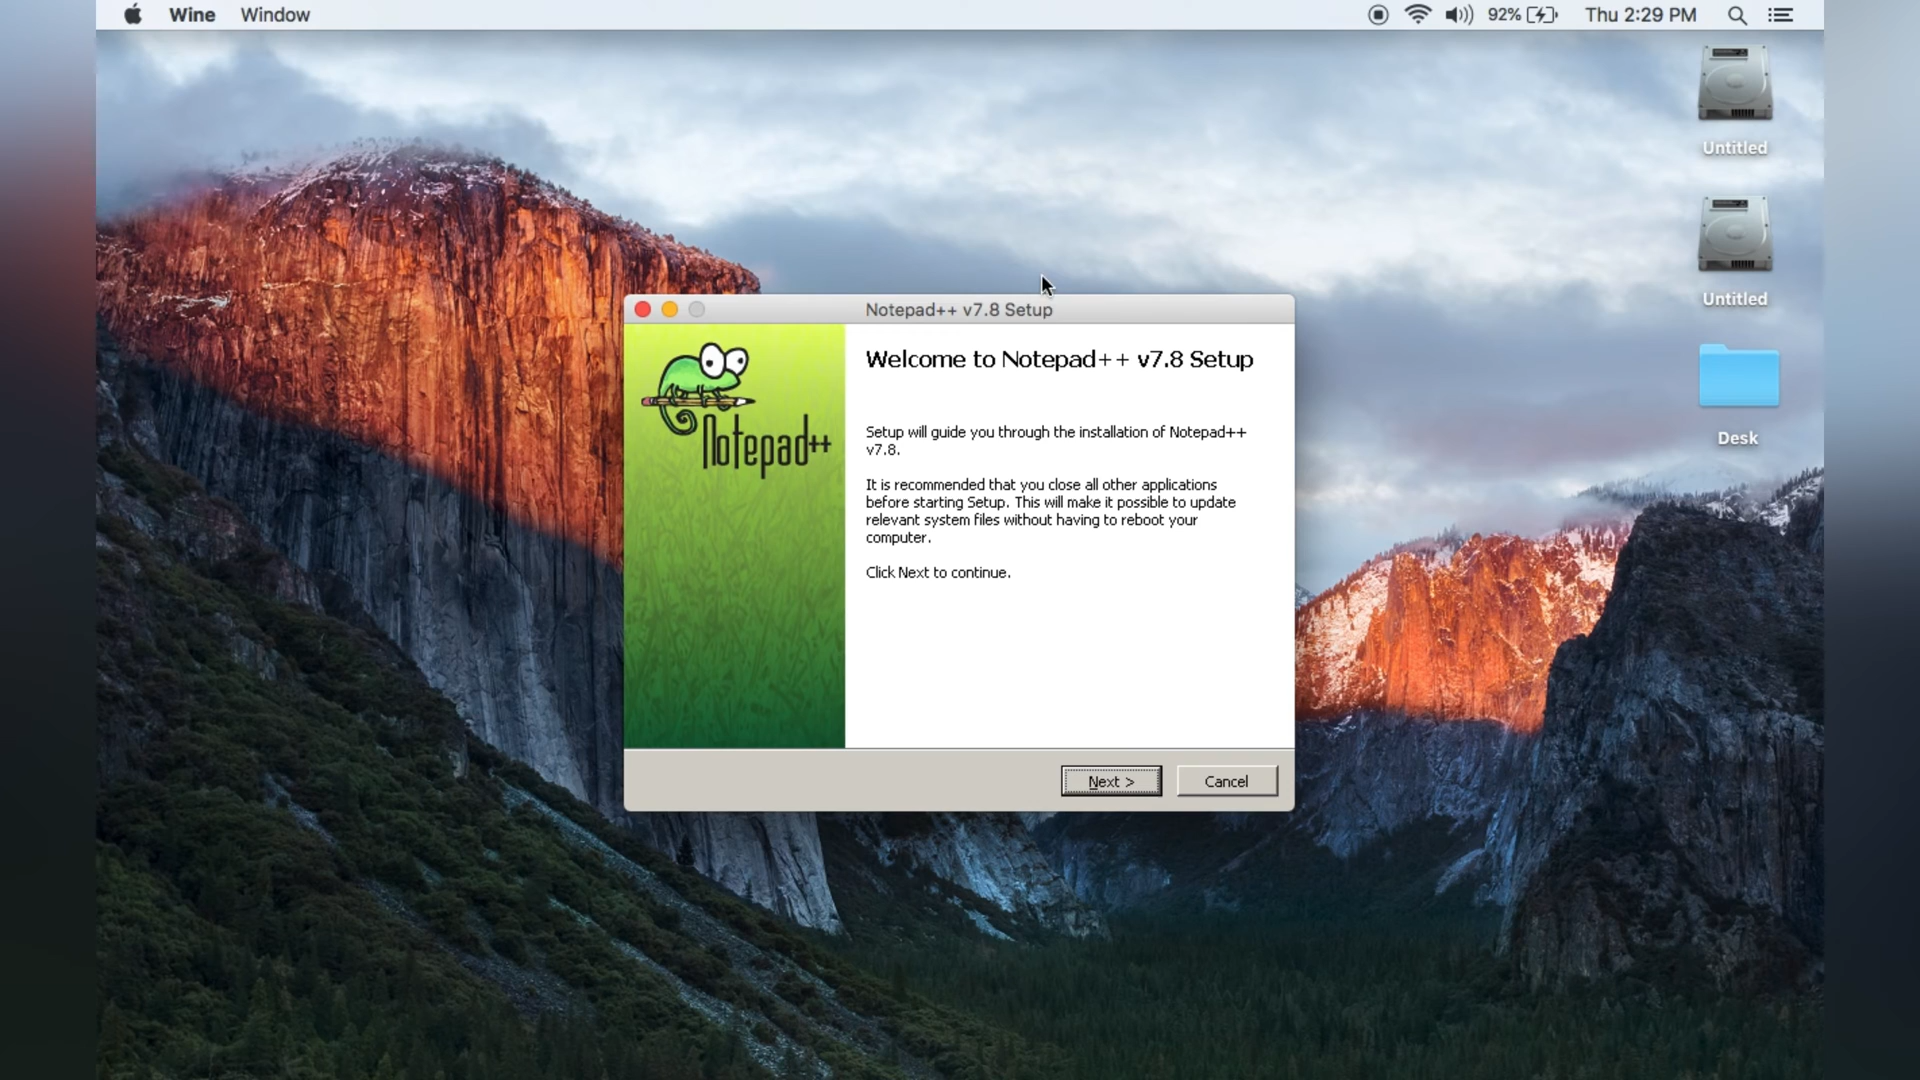 Wine Window 92% Thu 2:29 PM
Untitled
Untitled
Desk
Notepad++ v7.8 Setup
Notepad++
Welcome to Notepad++ v7.8 Setup
Setup will guide you through the installation of Notepad++
v7.8.
It is recommended that you close all other applications
before starting Setup. This will make it possible to update
relevant system files without having to reboot your
computer.
Click Next to continue.
Next >
Cancel